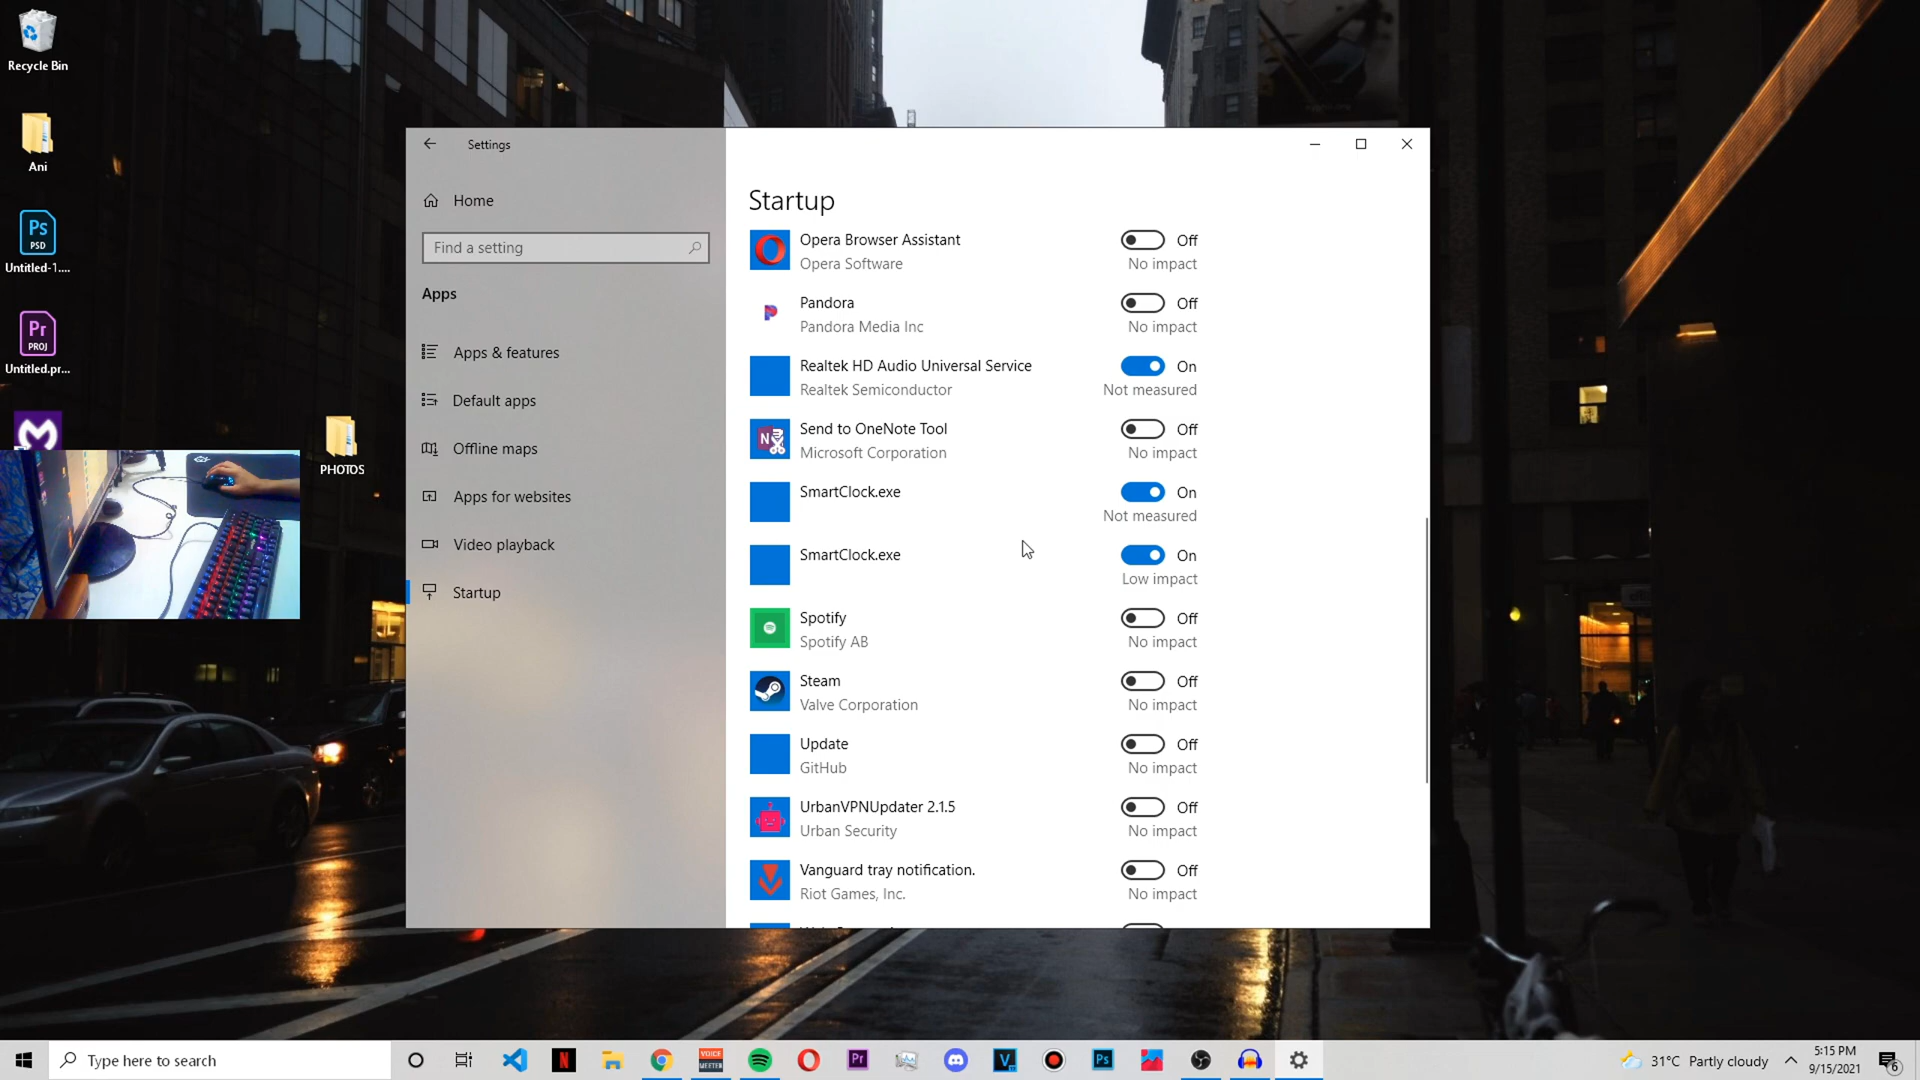 Recycle Bin
Ani
Ps
PSD
Untitled-1....
Pr
PROJ
Untitled.pr...
PHOTOS
Settings
Home
Find a setting
Apps
Apps & features
Default apps
Offline maps
Apps for websites
Video playback
Startup
Startup
Opera Browser Assistant
Off
Opera Software
No impact
Pandora
Off
Pandora Media Inc
No impact
Realtek HD Audio Universal Service
On
Realtek Semiconductor
Not measured
Send to OneNote Tool
Off
Microsoft Corporation
No impact
SmartClock.exe
On
Not measured
SmartClock.exe
On
Low impact
Spotify
Off
Spotify AB
No impact
Steam
Off
Valve Corporation
No impact
Update
Off
GitHub
No impact
UrbanVPNUpdater 2.1.5
Off
Urban Security
No impact
Vanguard tray notification.
Off
Riot Games, Inc.
No impact
Type here to search
VOICE
MEETER
Pr
Ps
31°C Partly cloudy
5:15 PM
9/15/2021
6